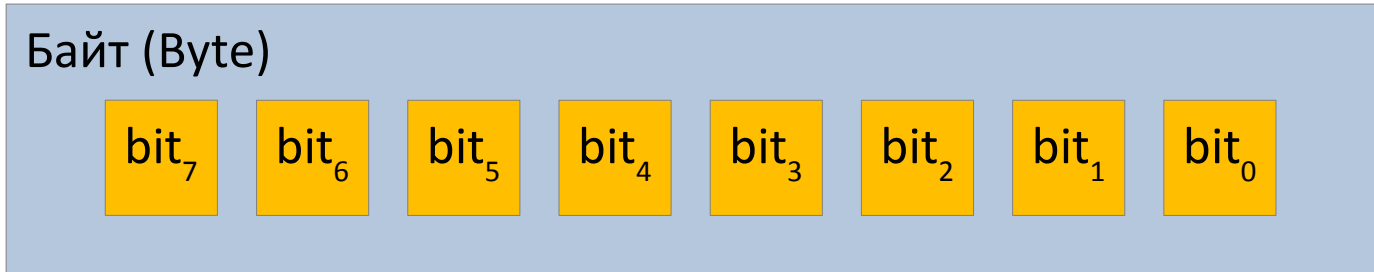 Байт (Byte)
bit₇ bit₆ bit₅ bit₄ bit₃ bit₂ bit₁ bit₀